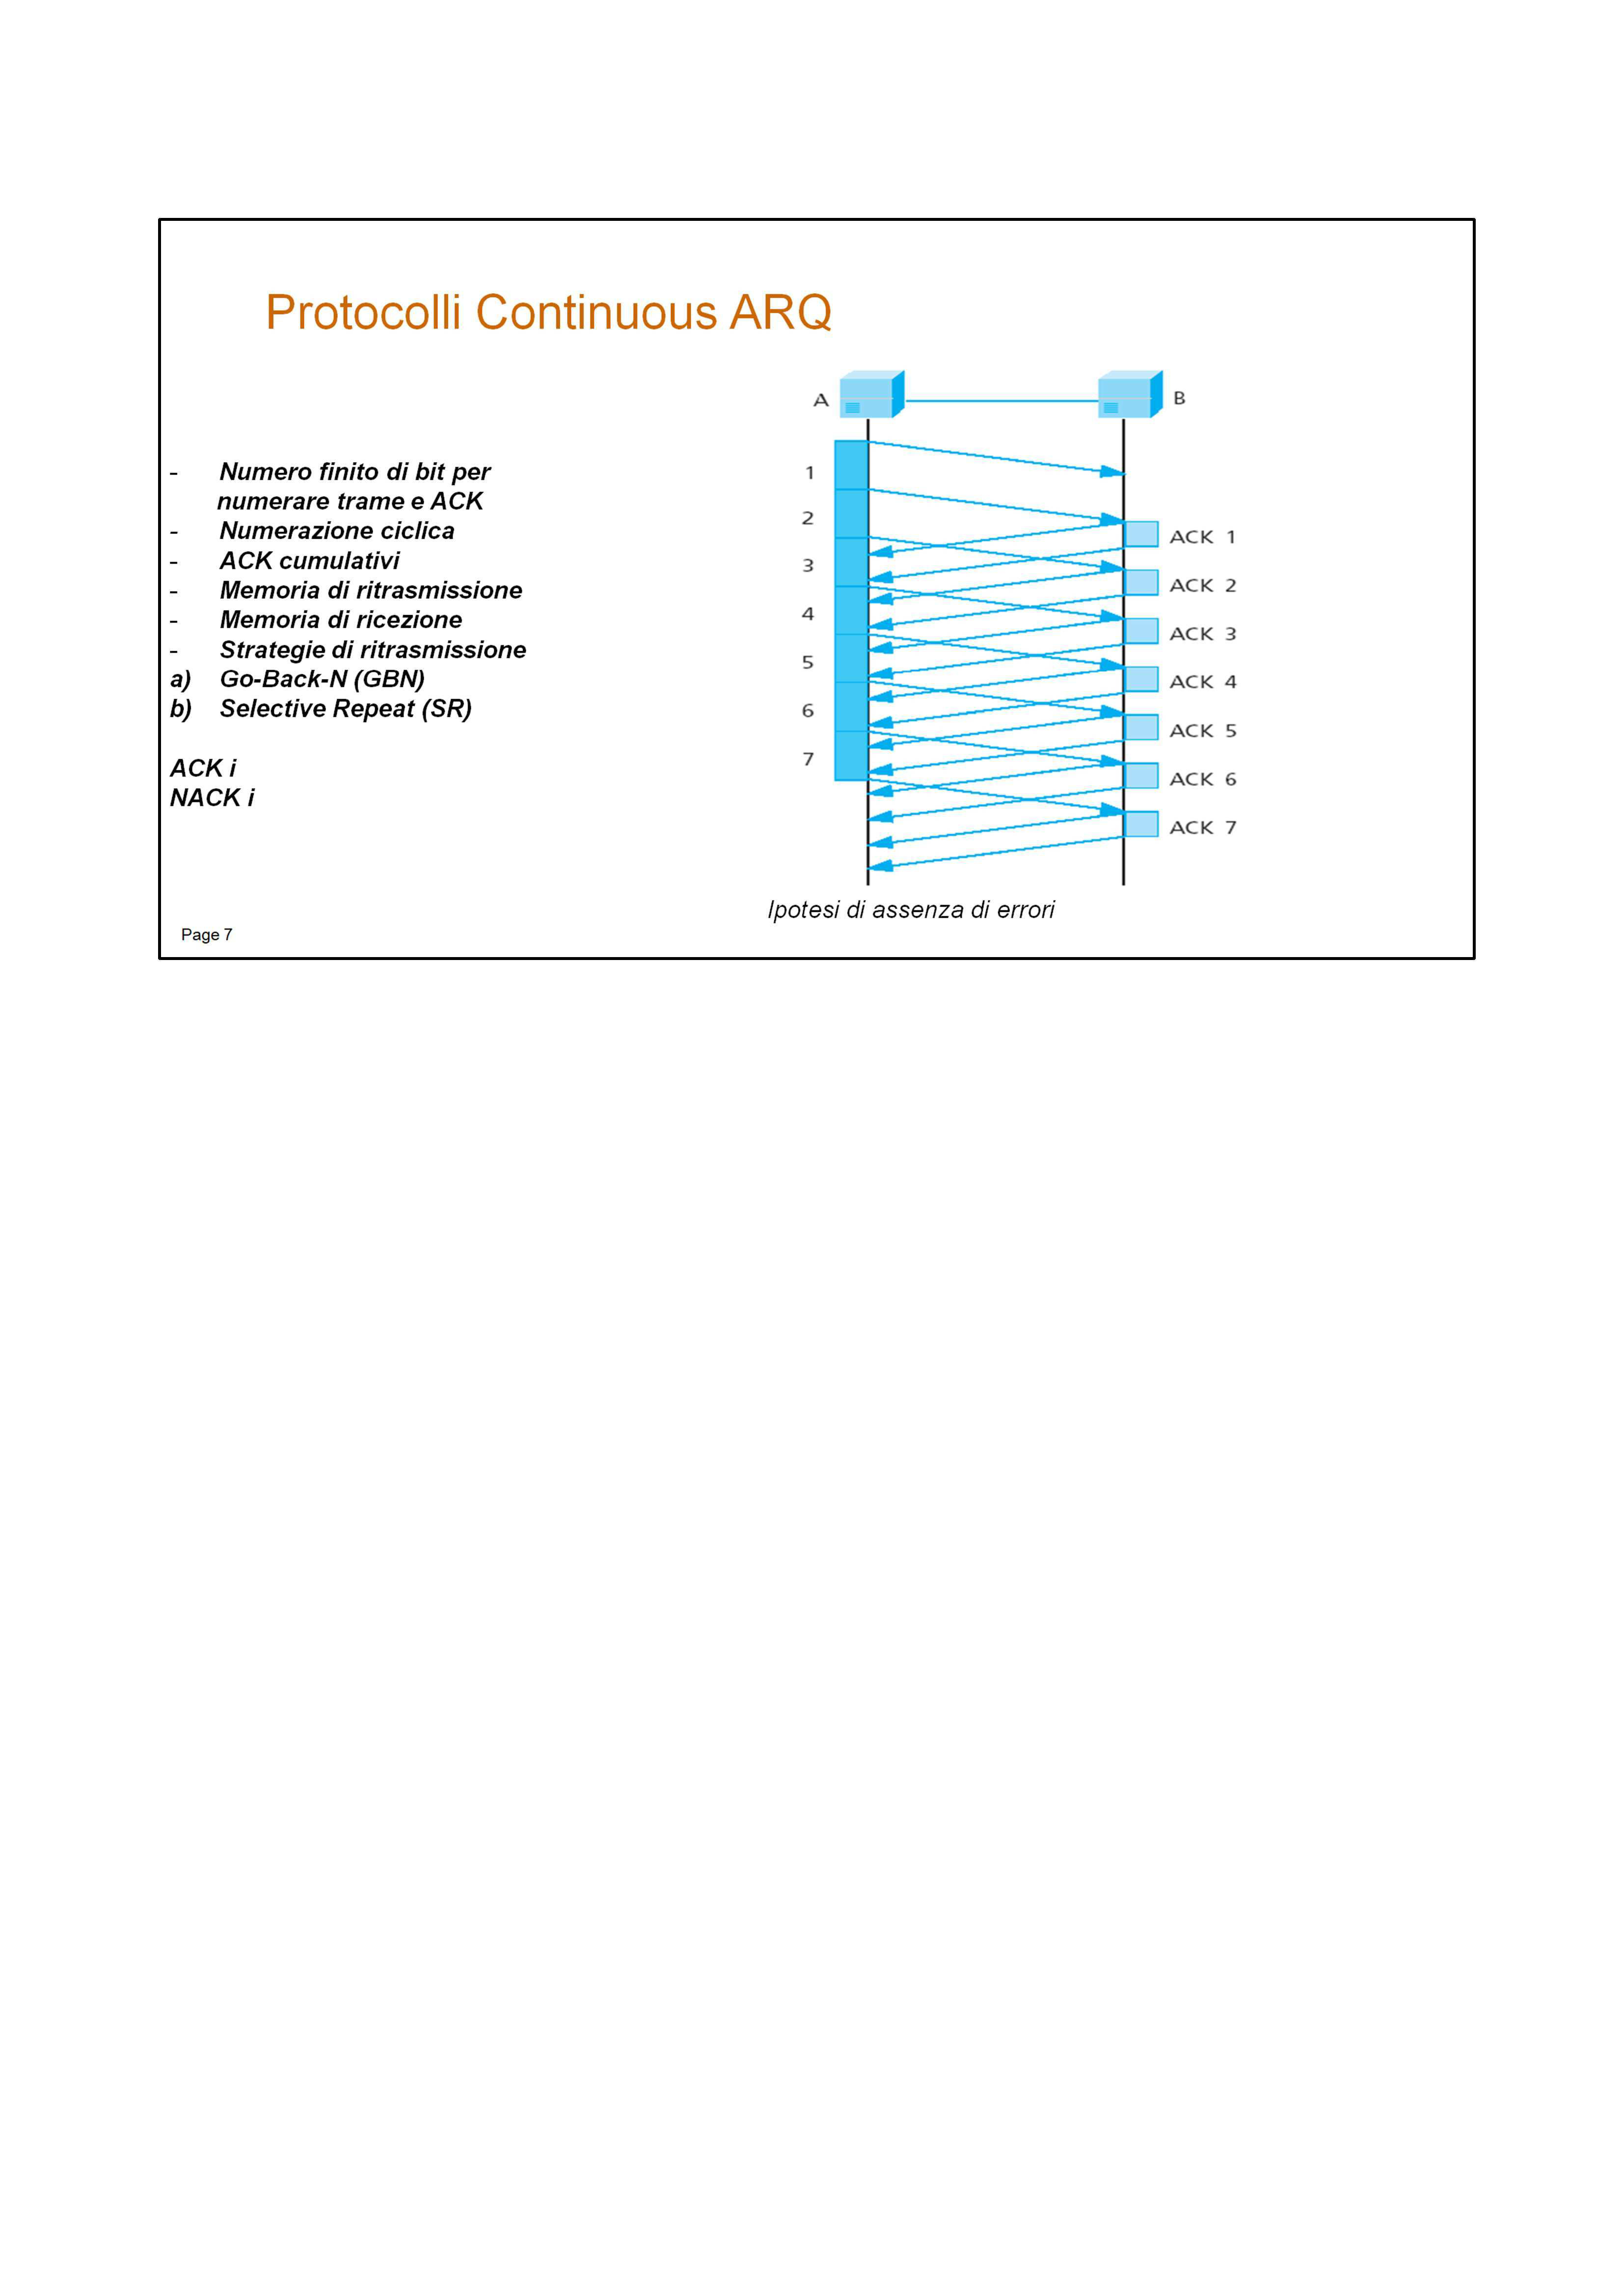 Protocolli Continuous ARQ
- Numero finito di bit per
numerare trame e ACK
- Numerazione ciclica
- ACK cumulativi
- Memoria di ritrasmissione
- Memoria di ricezione
- Strategie di ritrasmissione
a) Go-Back-N (GBN)
b) Selective Repeat (SR)
ACK i
NACK i
A
B
1
2
3
4
5
6
7
ACK 1
ACK 2
ACK 3
ACK 4
ACK 5
ACK 6
ACK 7
Ipotesi di assenza di errori
Page 7